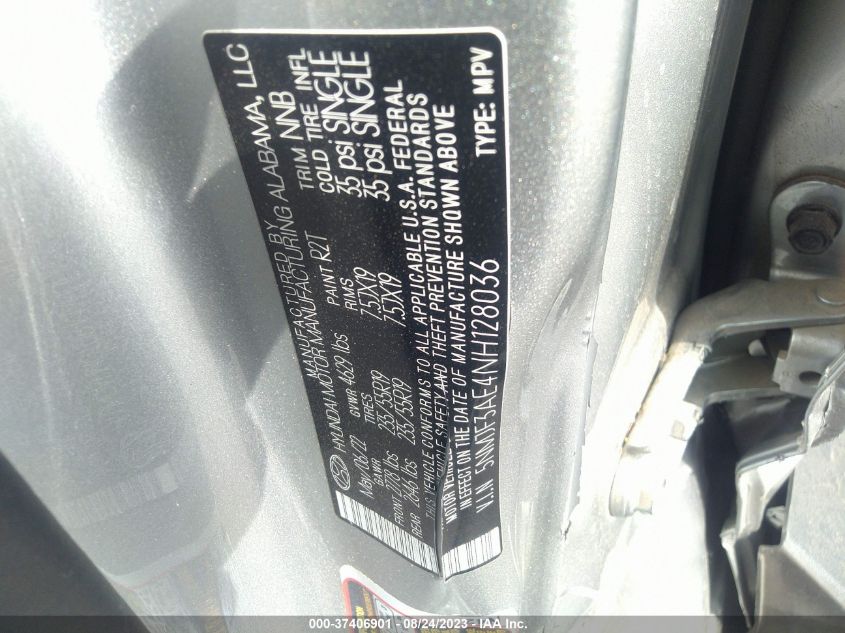 MANUFACTURED BY
HYUNDAI MOTOR MANUFACTURING ALABAMA, LLC
May/06/22 GVWR 4629 lbs PAINT R2T TRIM NNB
GAWR TIRES RIMS COLD TIRE INFL
FRONT 2778 lbs 235/55R19 7.5JX19 35 psi SINGLE
REAR 2646 lbs 235/55R19 7.5JX19 35 psi SINGLE
THIS VEHICLE CONFORMS TO ALL APPLICABLE U.S.A. FEDERAL
MOTOR VEHICLE SAFETY AND THEFT PREVENTION STANDARDS
IN EFFECT ON THE DATE OF MANUFACTURE SHOWN ABOVE
V.I.N 5NMJF3AE4NH128036 TYPE: MPV
000-37406901 - 08/24/2023 - IAA Inc.